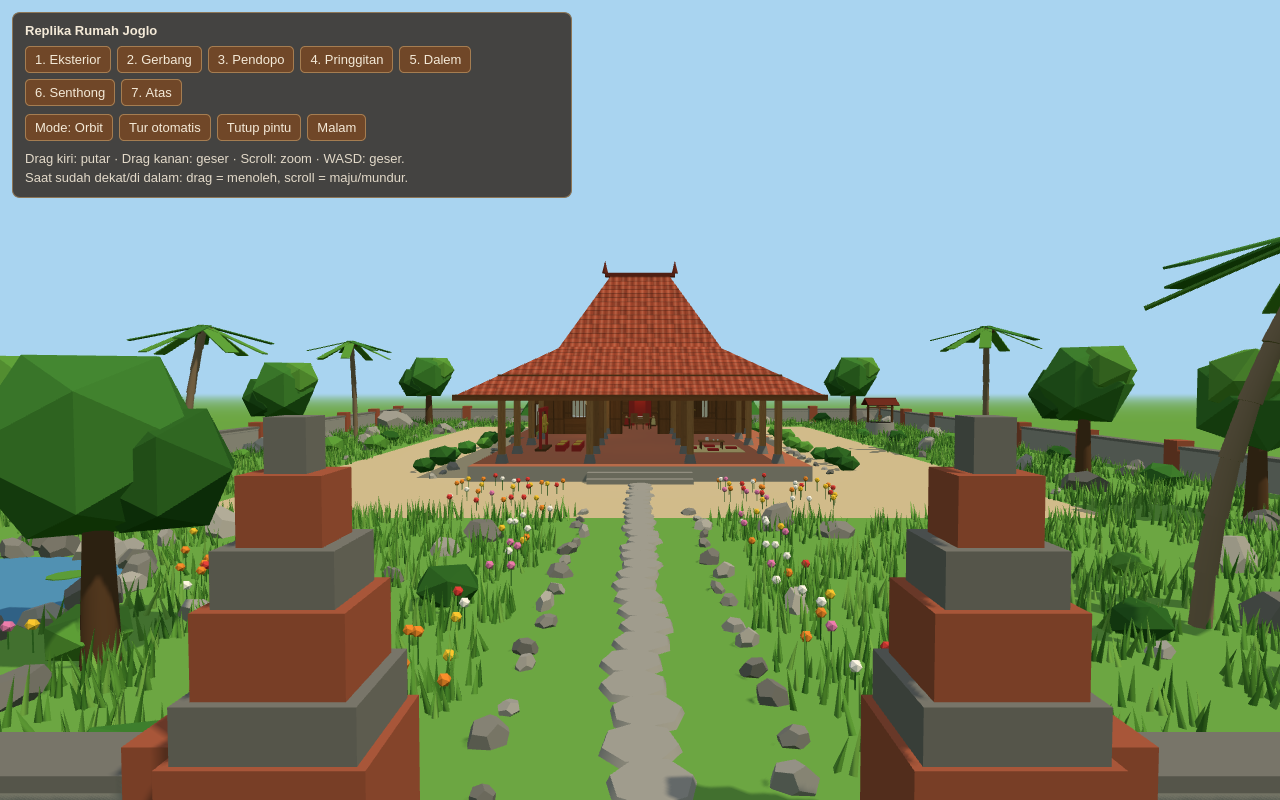 Replika Rumah Joglo
1. Eksterior 2. Gerbang 3. Pendopo 4. Pringgitan 5. Dalem
6. Senthong 7. Atas
Mode: Orbit Tur otomatis Tutup pintu Malam
Drag kiri: putar · Drag kanan: geser · Scroll: zoom · WASD: geser.
Saat sudah dekat/di dalam: drag = menoleh, scroll = maju/mundur.